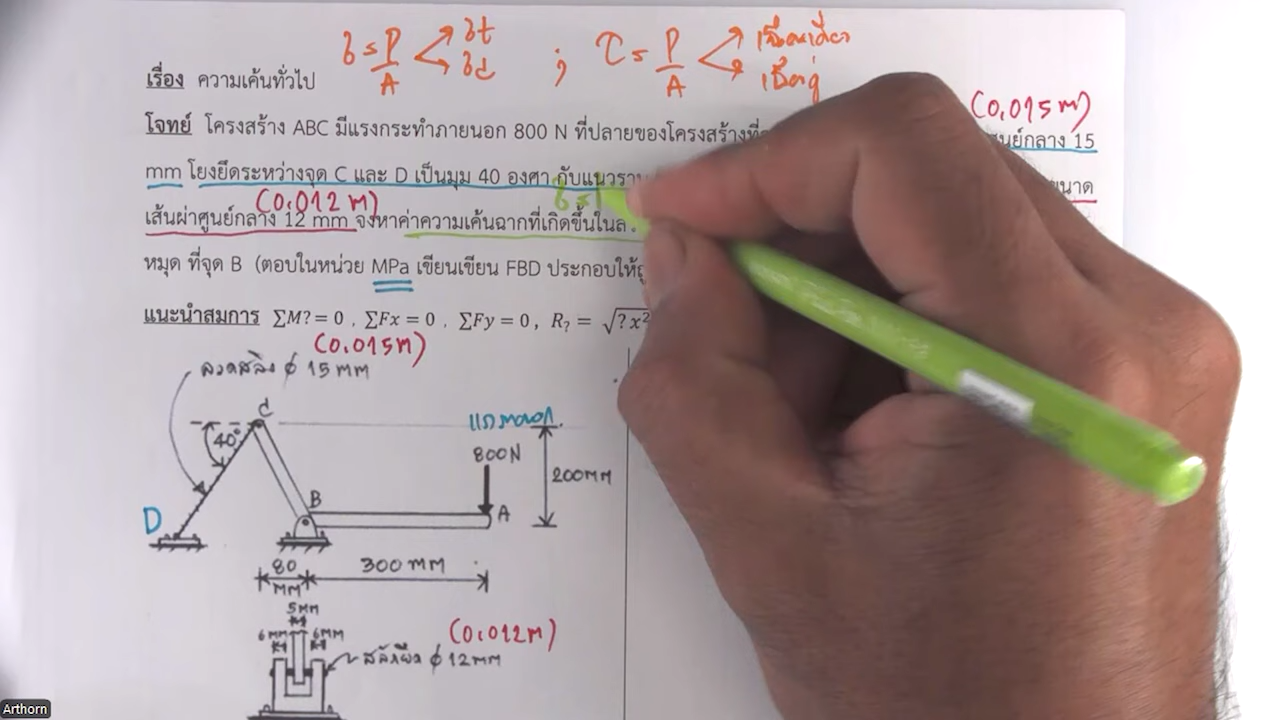 σ = P/A σt σc ; τ = P/A เฉือนเดี่ยว เฉือนคู่
เรื่อง ความเค้นทั่วไป
(0.015 m)
โจทย์ โครงสร้าง ABC มีแรงกระทำภายนอก 800 N ที่ปลายของโครงสร้างที่ ศูนย์กลาง 15
mm โยงยึดระหว่างจุด C และ D เป็นมุม 40 องศา กับแนวราบ ขนาด
(0.012 m)
เส้นผ่าศูนย์กลาง 12 mm จงหาค่าความเค้นฉากที่เกิดขึ้นใน
หมุด ที่จุด B (ตอบในหน่วย MPa เขียนเขียน FBD ประกอบให้
แนะนำสมการ ∑M? = 0 , ∑Fx = 0 , ∑Fy = 0 , R? = √?x²
(0.015 m)
ลวดสลิง ϕ 15 MM
C
แรงภายนอก
40°
800N
200MM
B
A
D
80 MM
300 MM
5MM
6MM 6MM
(0.012 m)
สลักยึด ϕ 12MM
Arthorn